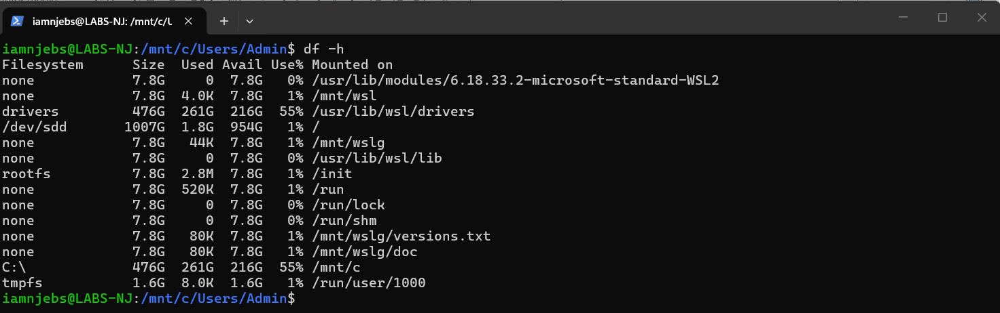 iamnjebs@LABS-NJ: /mnt/c/U
iamnjebs@LABS-NJ:/mnt/c/Users/Admin$ df -h
Filesystem      Size  Used Avail Use% Mounted on
none            7.8G     0  7.8G   0% /usr/lib/modules/6.18.33.2-microsoft-standard-WSL2
none            7.8G  4.0K  7.8G   1% /mnt/wsl
drivers         476G  261G  216G  55% /usr/lib/wsl/drivers
/dev/sdd       1007G  1.8G  954G   1% /
none            7.8G   44K  7.8G   1% /mnt/wslg
none            7.8G     0  7.8G   0% /usr/lib/wsl/lib
rootfs          7.8G  2.8M  7.8G   1% /init
none            7.8G  520K  7.8G   1% /run
none            7.8G     0  7.8G   0% /run/lock
none            7.8G     0  7.8G   0% /run/shm
none            7.8G   80K  7.8G   1% /mnt/wslg/versions.txt
none            7.8G   80K  7.8G   1% /mnt/wslg/doc
C:\             476G  261G  216G  55% /mnt/c
tmpfs           1.6G  8.0K  1.6G   1% /run/user/1000
iamnjebs@LABS-NJ:/mnt/c/Users/Admin$